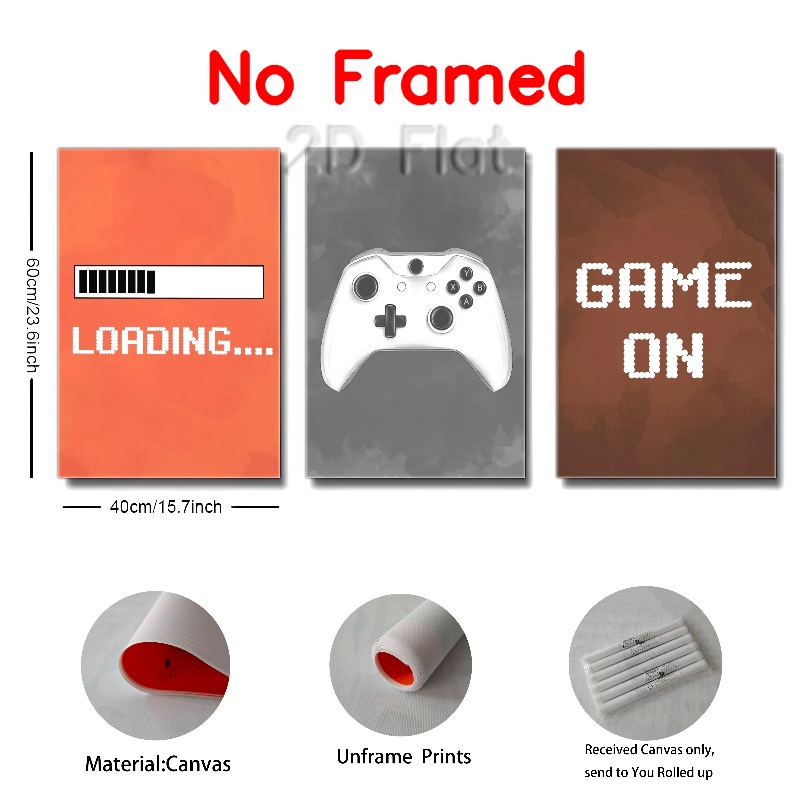 No Framed
2D Flat
60cm/23.6inch
LOADING....
Y
X B
A
GAME
ON
40cm/15.7inch
Material:Canvas
Unframe Prints
Received Canvas only,
send to You Rolled up